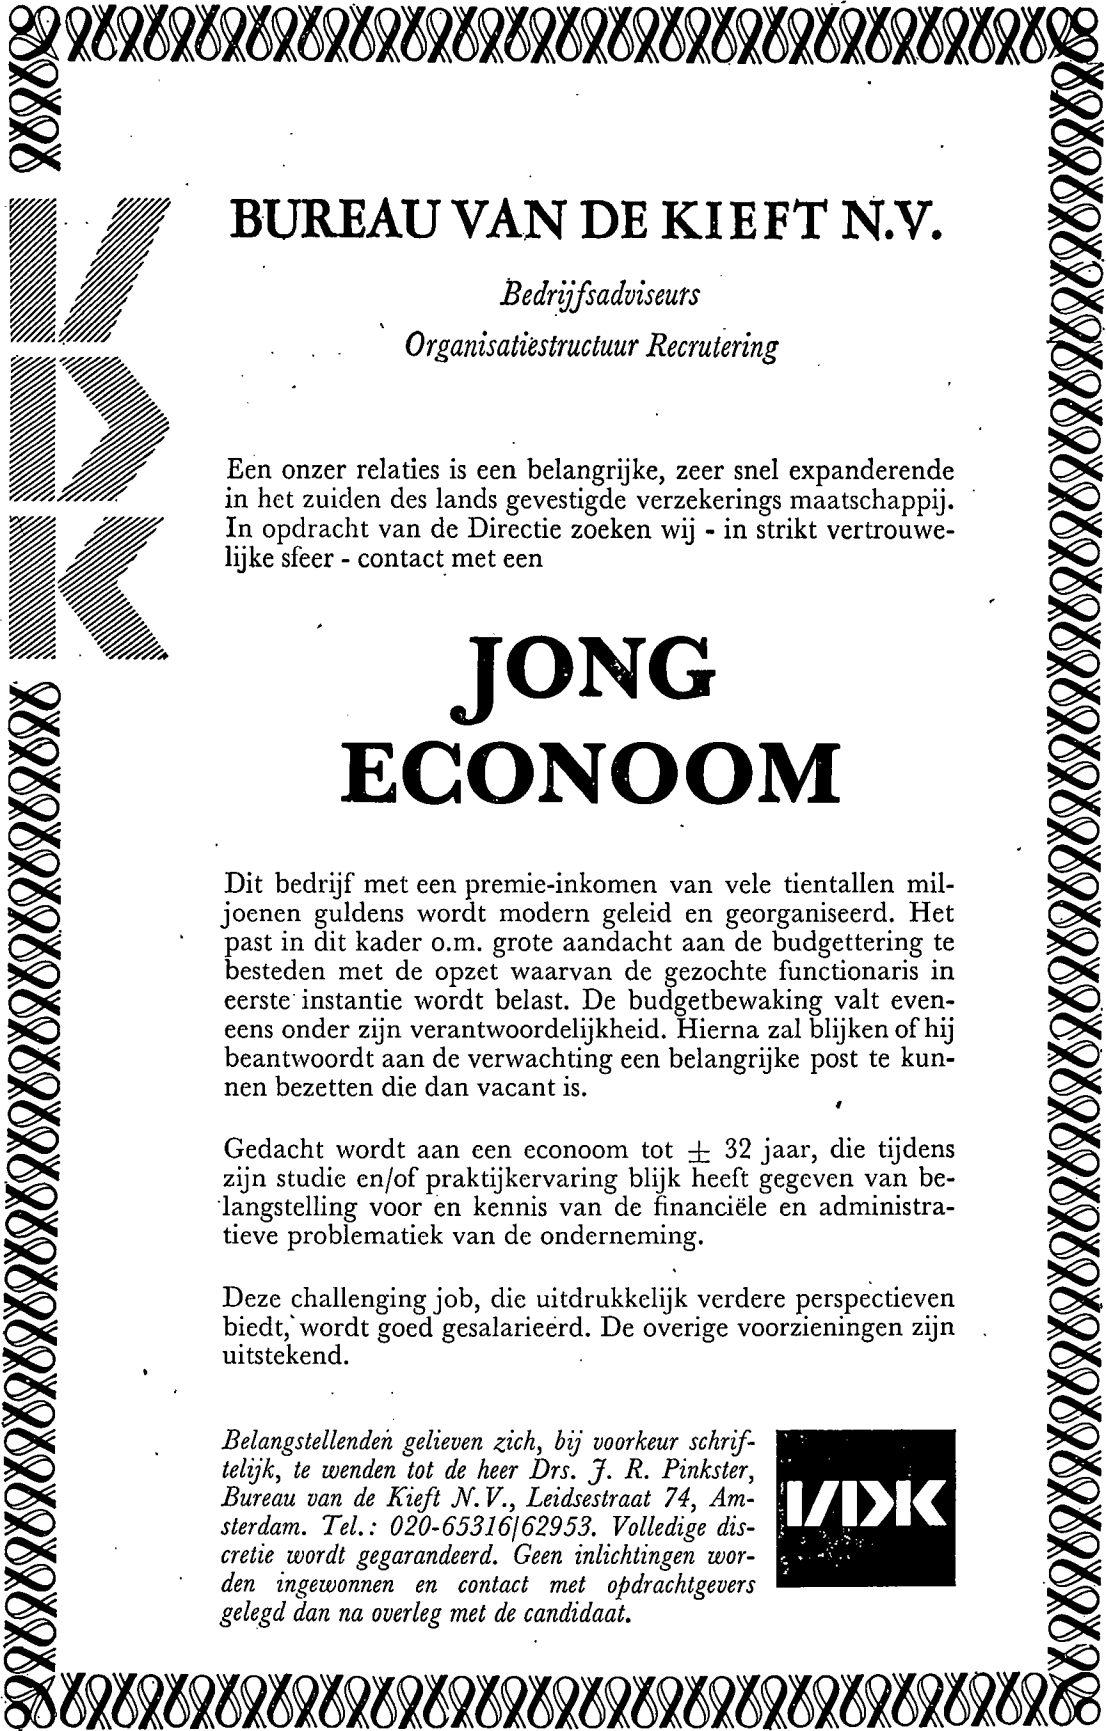 BUREAU VAN DE KIEFT N.V.
Bedrijfsadviseurs
Organisatiestructuur Recrutering
VDK
Een onzer relaties is een belangrijke, zeer snel expanderende
in het zuiden des lands gevestigde verzekerings maatschappij.
In opdracht van de Directie zoeken wij - in strikt vertrouwe-
lijke sfeer - contact met een
JONG
ECONOOM
Dit bedrijf met een premie-inkomen van vele tientallen mil-
joenen guldens wordt modern geleid en georganiseerd. Het
past in dit kader o.m. grote aandacht aan de budgettering te
besteden met de opzet waarvan de gezochte functionaris in
eerste instantie wordt belast. De budgetbewaking valt even-
eens onder zijn verantwoordelijkheid. Hierna zal blijken of hij
beantwoordt aan de verwachting een belangrijke post te kun-
nen bezetten die dan vacant is.
Gedacht wordt aan een econoom tot ± 32 jaar, die tijdens
zijn studie en/of praktijkervaring blijk heeft gegeven van be-
langstelling voor en kennis van de financiële en administra-
tieve problematiek van de onderneming.
Deze challenging job, die uitdrukkelijk verdere perspectieven
biedt, wordt goed gesalarieerd. De overige voorzieningen zijn
uitstekend.
Belangstellenden gelieven zich, bij voorkeur schrif-
telijk, te wenden tot de heer Drs. J. R. Pinkster,
Bureau van de Kieft N.V., Leidsestraat 74, Am-
sterdam. Tel.: 020-65316/62953. Volledige dis-
cretie wordt gegarandeerd. Geen inlichtingen wor-
den ingewonnen en contact met opdrachtgevers
gelegd dan na overleg met de candidaat.
VDK